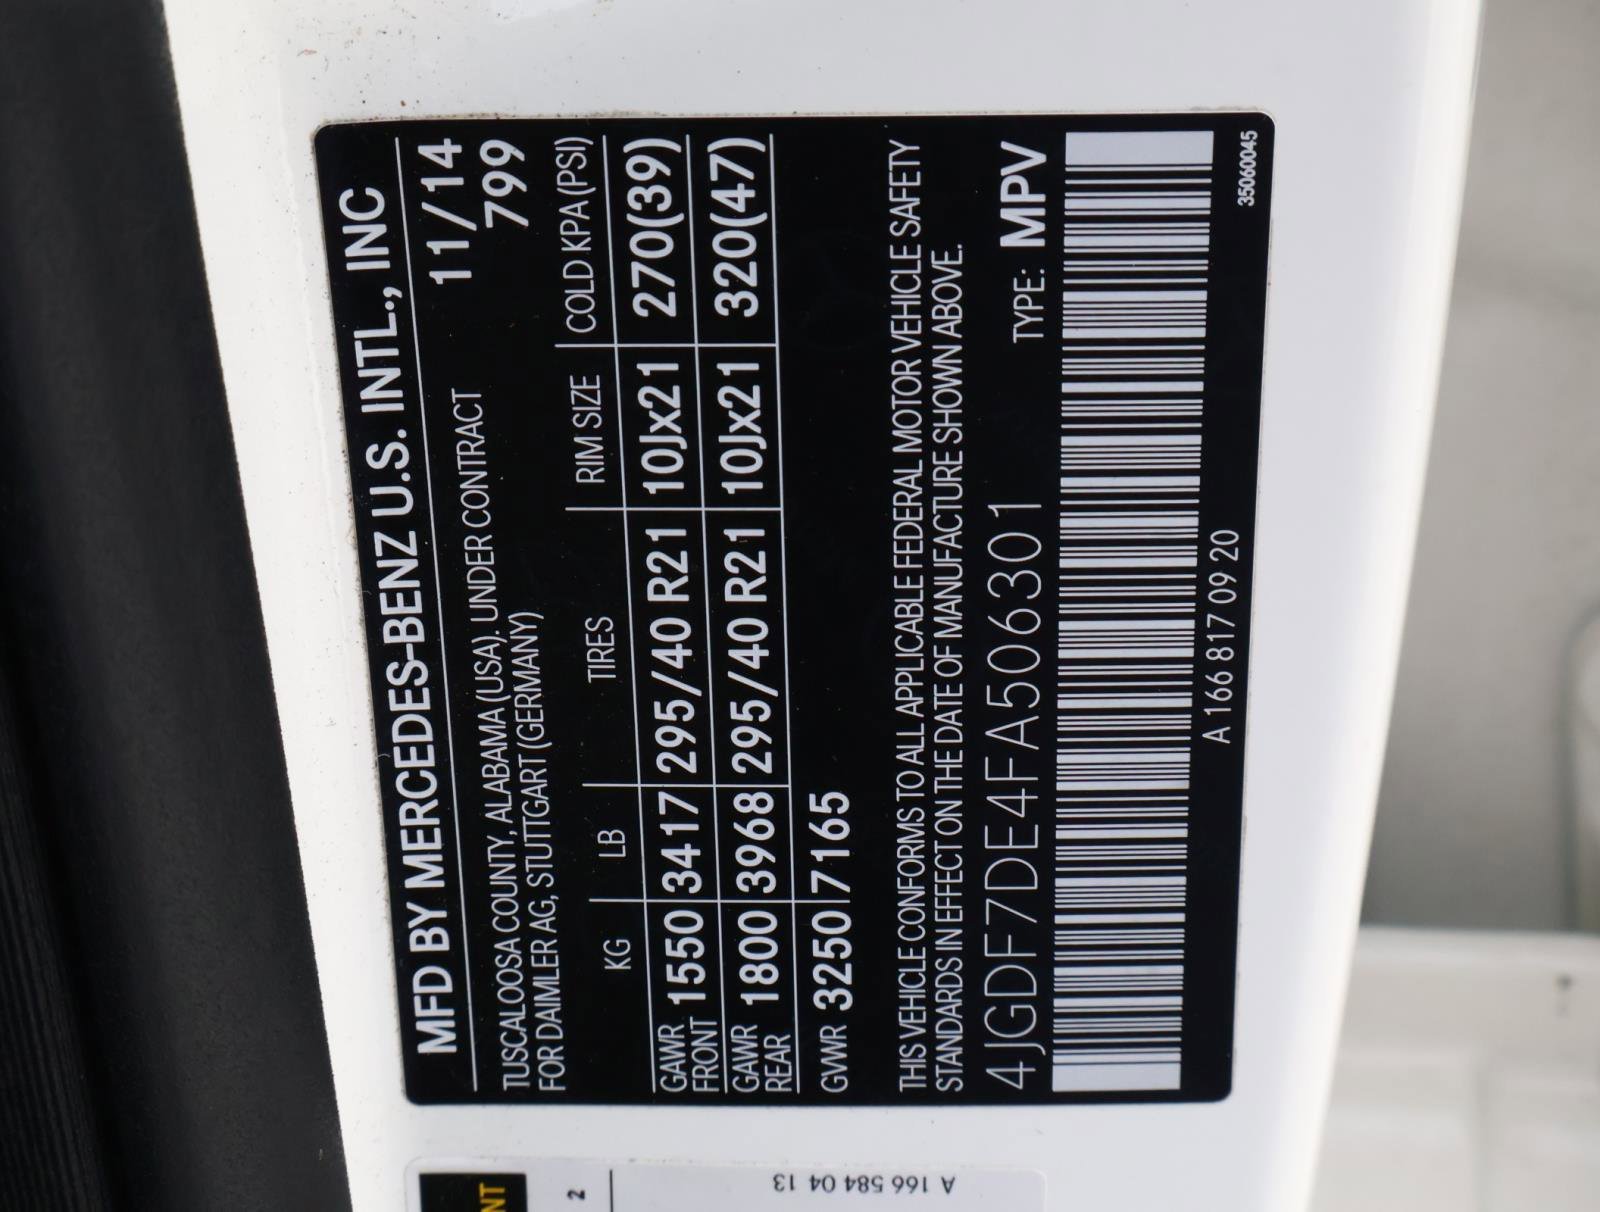 MFD BY MERCEDES-BENZ U.S. INTL., INC
11/14
TUSCALOOSA COUNTY, ALABAMA (USA). UNDER CONTRACT 799
FOR DAIMLER AG, STUTTGART (GERMANY)
KG LB TIRES RIM SIZE COLD KPA (PSI)
GAWR FRONT 1550 3417 295/40 R21 10Jx21 270(39)
GAWR REAR 1800 3968 295/40 R21 10Jx21 320(47)
GVWR 3250 7165
THIS VEHICLE CONFORMS TO ALL APPLICABLE FEDERAL MOTOR VEHICLE SAFETY
STANDARDS IN EFFECT ON THE DATE OF MANUFACTURE SHOWN ABOVE.
4JGDF7DE4FA506301 TYPE: MPV
A 166 817 09 20
35060045
NT
2
A 166 584 04 13